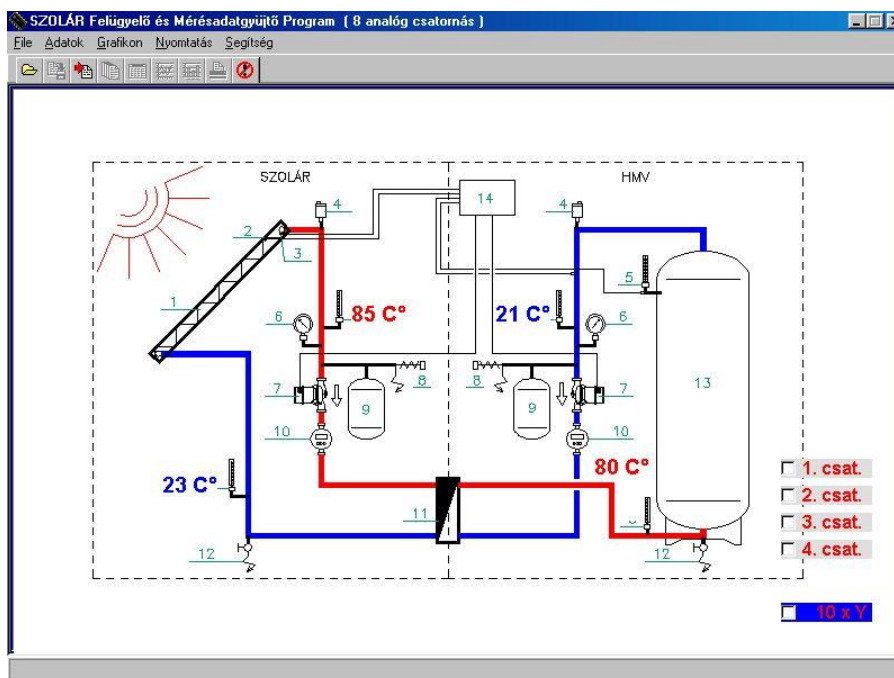 SZOLÁR Felügyelő és Mérésadatgyüjtő Program ( 8 analóg csatornás )
File Adatok Grafikon Nyomtatás Segítség
SZOLÁR
HMV
4
14
4
2
3
5
1
6
85 C°
21 C°
6
7
8
8
7
13
9
9
10
10
80 C°
1. csat.
23 C°
2. csat.
11
3. csat.
12
12
4. csat.
10 x Y